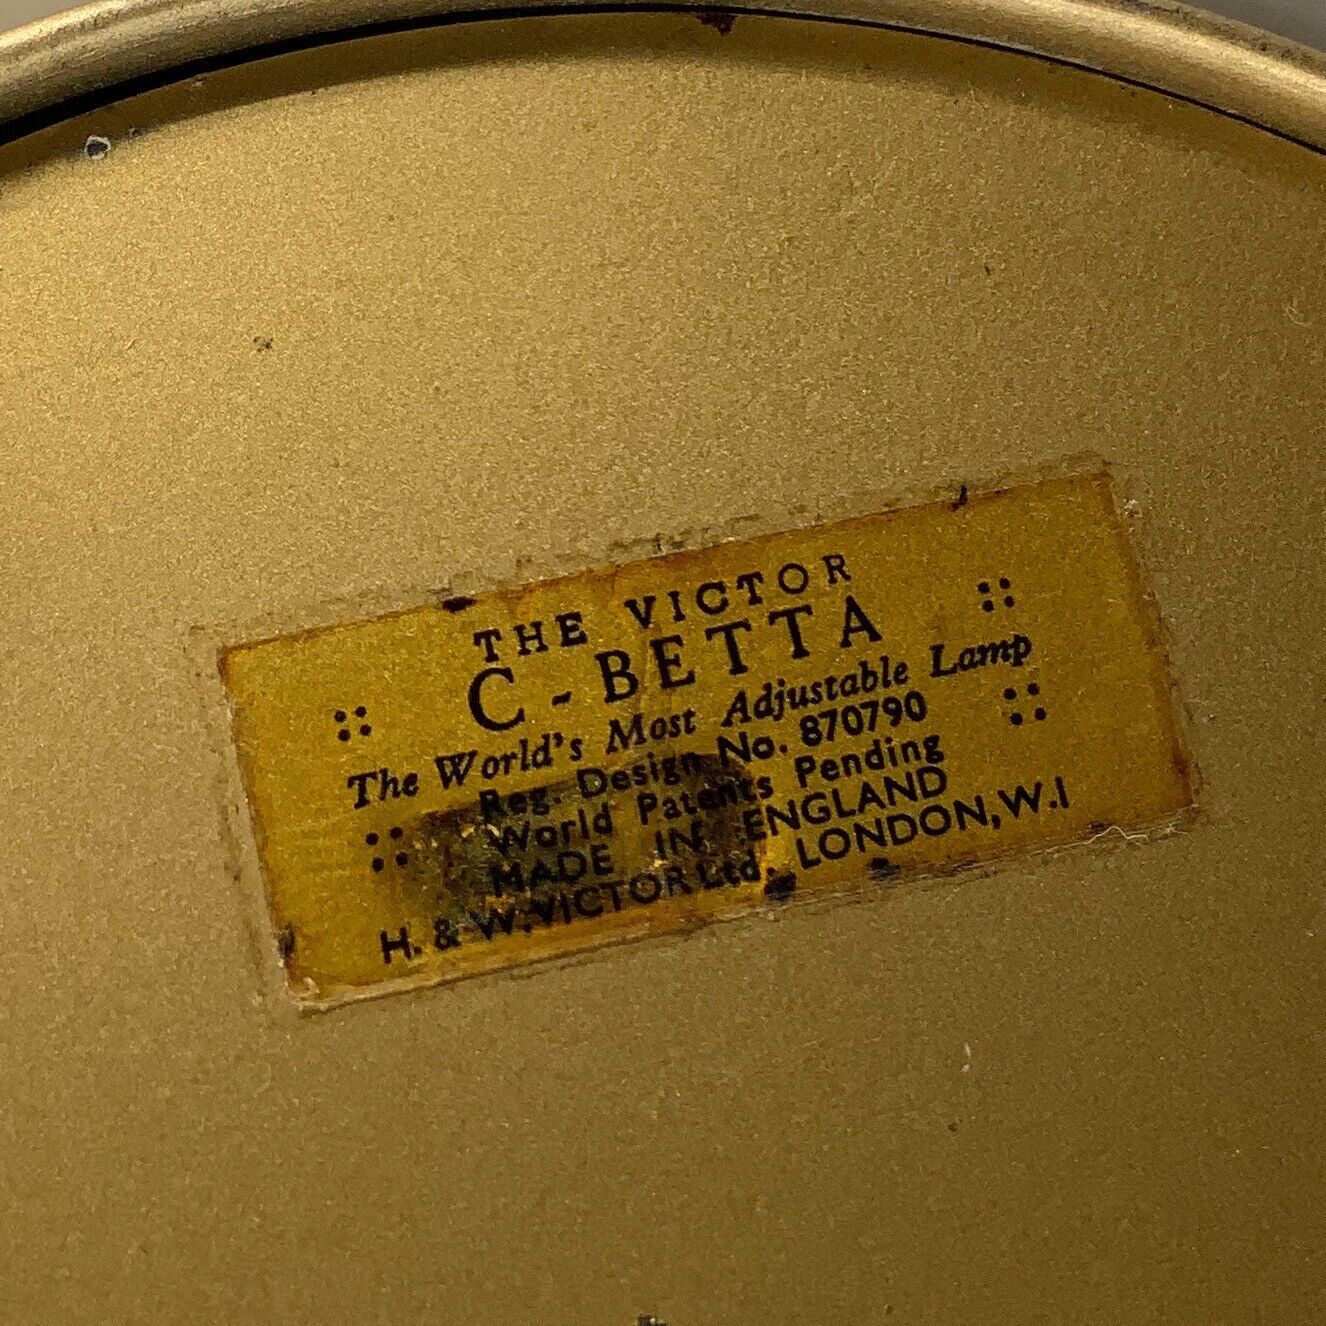 THE VICTOR
C-BETTA
The World's Most Adjustable Lamp
Reg. Design No. 870790
World Patents Pending
MADE IN ENGLAND
H. & W. VICTOR Ltd. LONDON, W.1